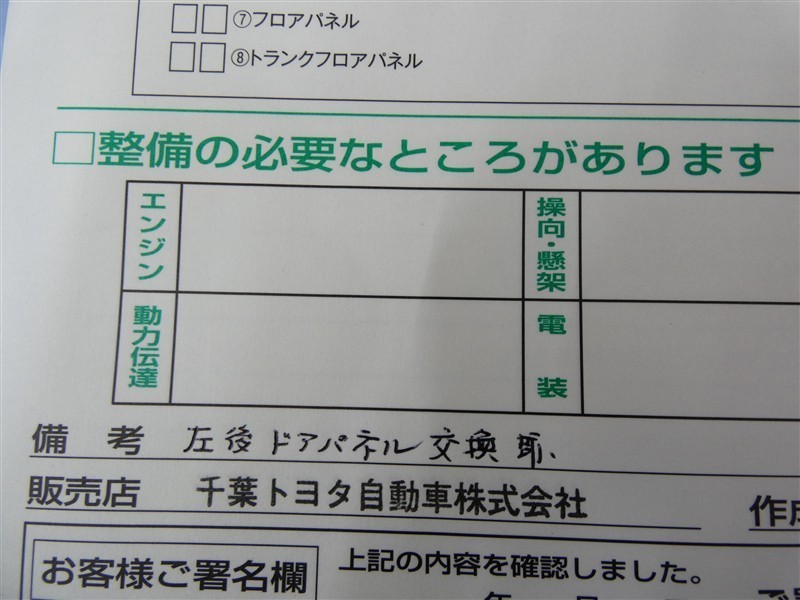 □□⑦フロアパネル
□□⑧トランクフロアパネル
□整備の必要なところがあります
エンジン
操向・懸架
動力伝達
電装
備考 左後ドアパネル交換
販売店 千葉トヨタ自動車株式会社 作成
お客様ご署名欄
上記の内容を確認しました。